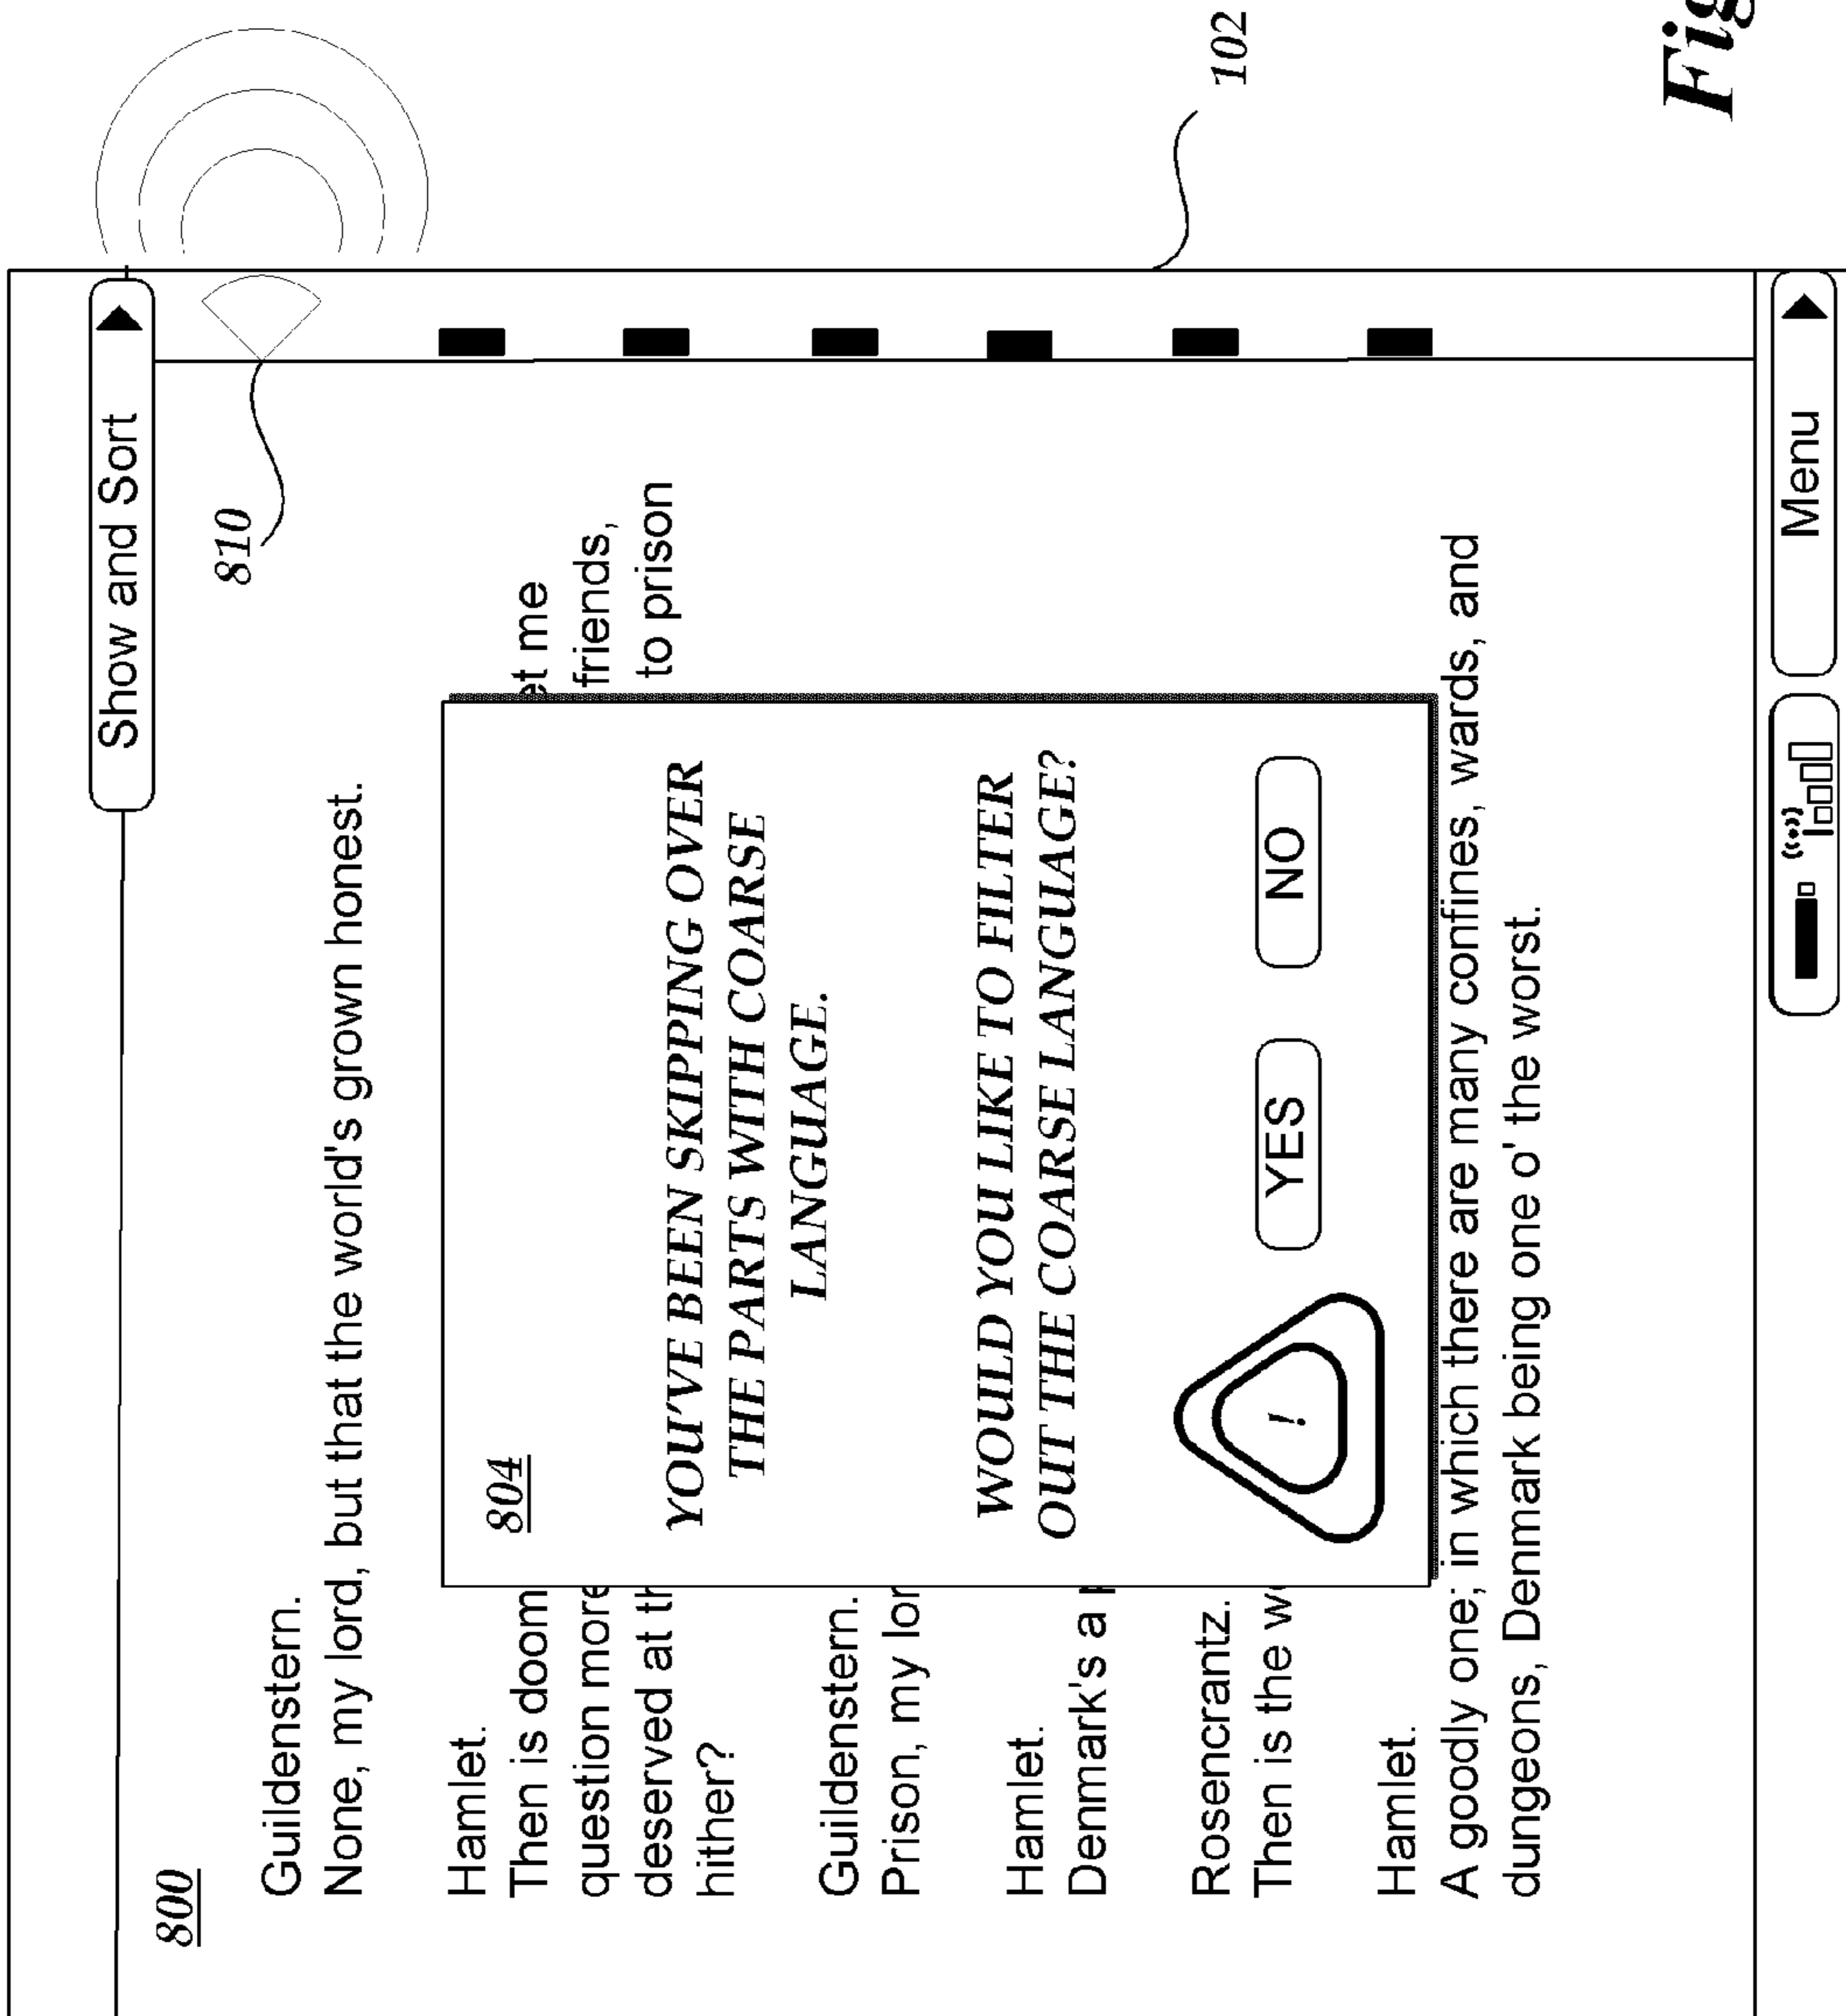 Show and Sort
800
810
Guildenstern.
None, my lord, but that the world's grown honest.
Hamlet.
Then is doom
et me
question more
friends,
deserved at th
to prison
hither?
Guildenstern.
Prison, my lor
Hamlet.
Denmark's a
Rosencrantz.
Then is the wo
Hamlet.
A goodly one; in which there are many confines, wards, and
dungeons, Denmark being one o' the worst.
804
YOU'VE BEEN SKIPPING OVER
THE PARTS WITH COARSE
LANGUAGE.
WOULD YOU LIKE TO FILTER
OUT THE COARSE LANGUAGE?
!
YES
NO
102
Menu
Fig